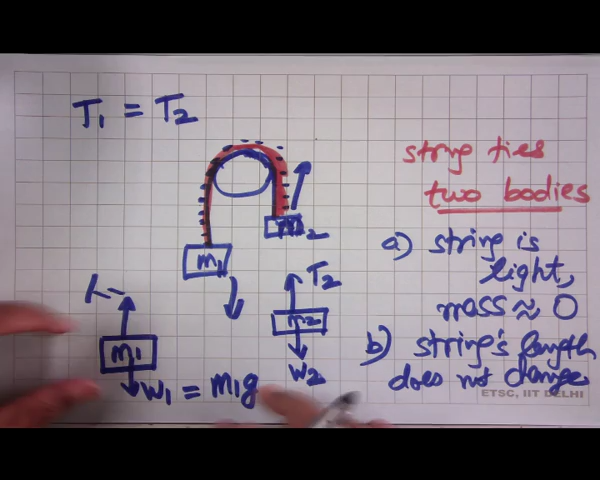 T₁ = T₂
string ties
two bodies
m₂
a) string is
light,
mass ≈ 0
m₁
T₂
m₂
W₂
m₁
W₁ = m₁g
b) string's length
does not change
ETSC, IIT DELHI